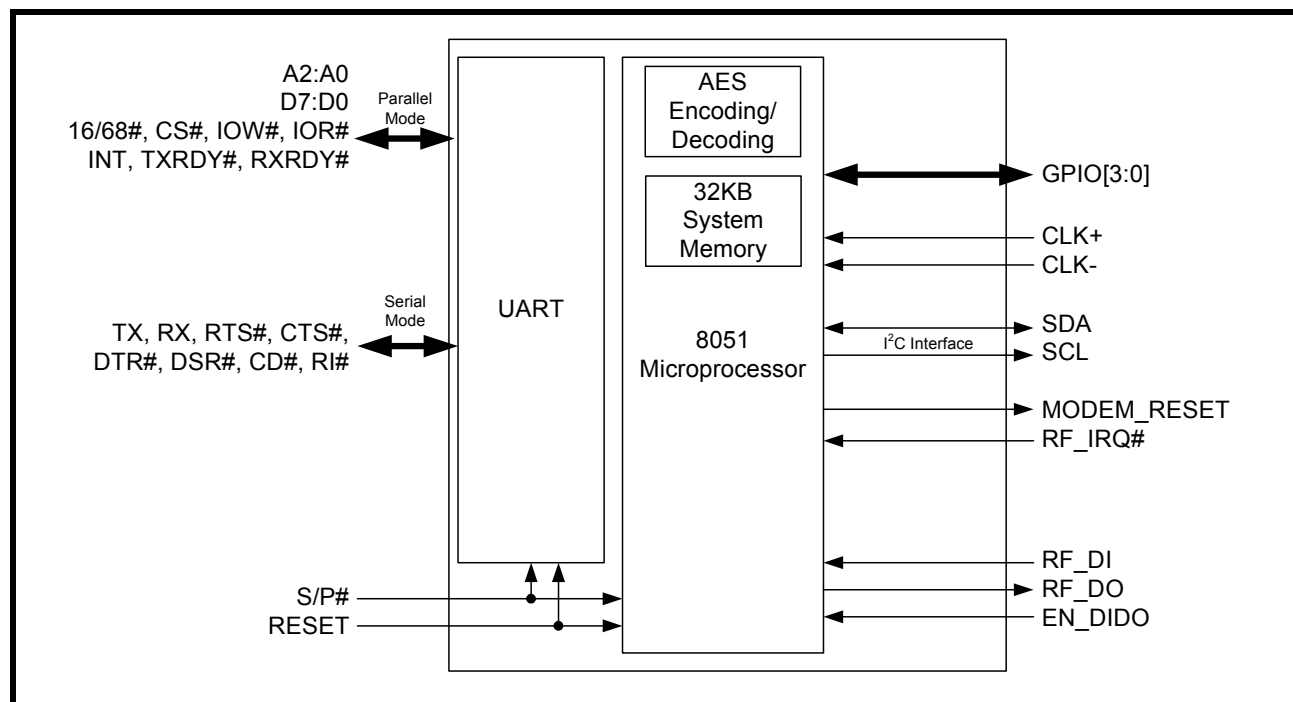 A2:A0
D7:D0
16/68#, CS#, IOW#, IOR#
INT, TXRDY#, RXRDY#
Parallel
Mode
TX, RX, RTS#, CTS#,
DTR#, DSR#, CD#, RI#
Serial
Mode
S/P#
RESET
UART
AES
Encoding/
Decoding
32KB
System
Memory
8051
Microprocessor
GPIO[3:0]
CLK+
CLK-
SDA
I²C Interface
SCL
MODEM_RESET
RF_IRQ#
RF_DI
RF_DO
EN_DIDO